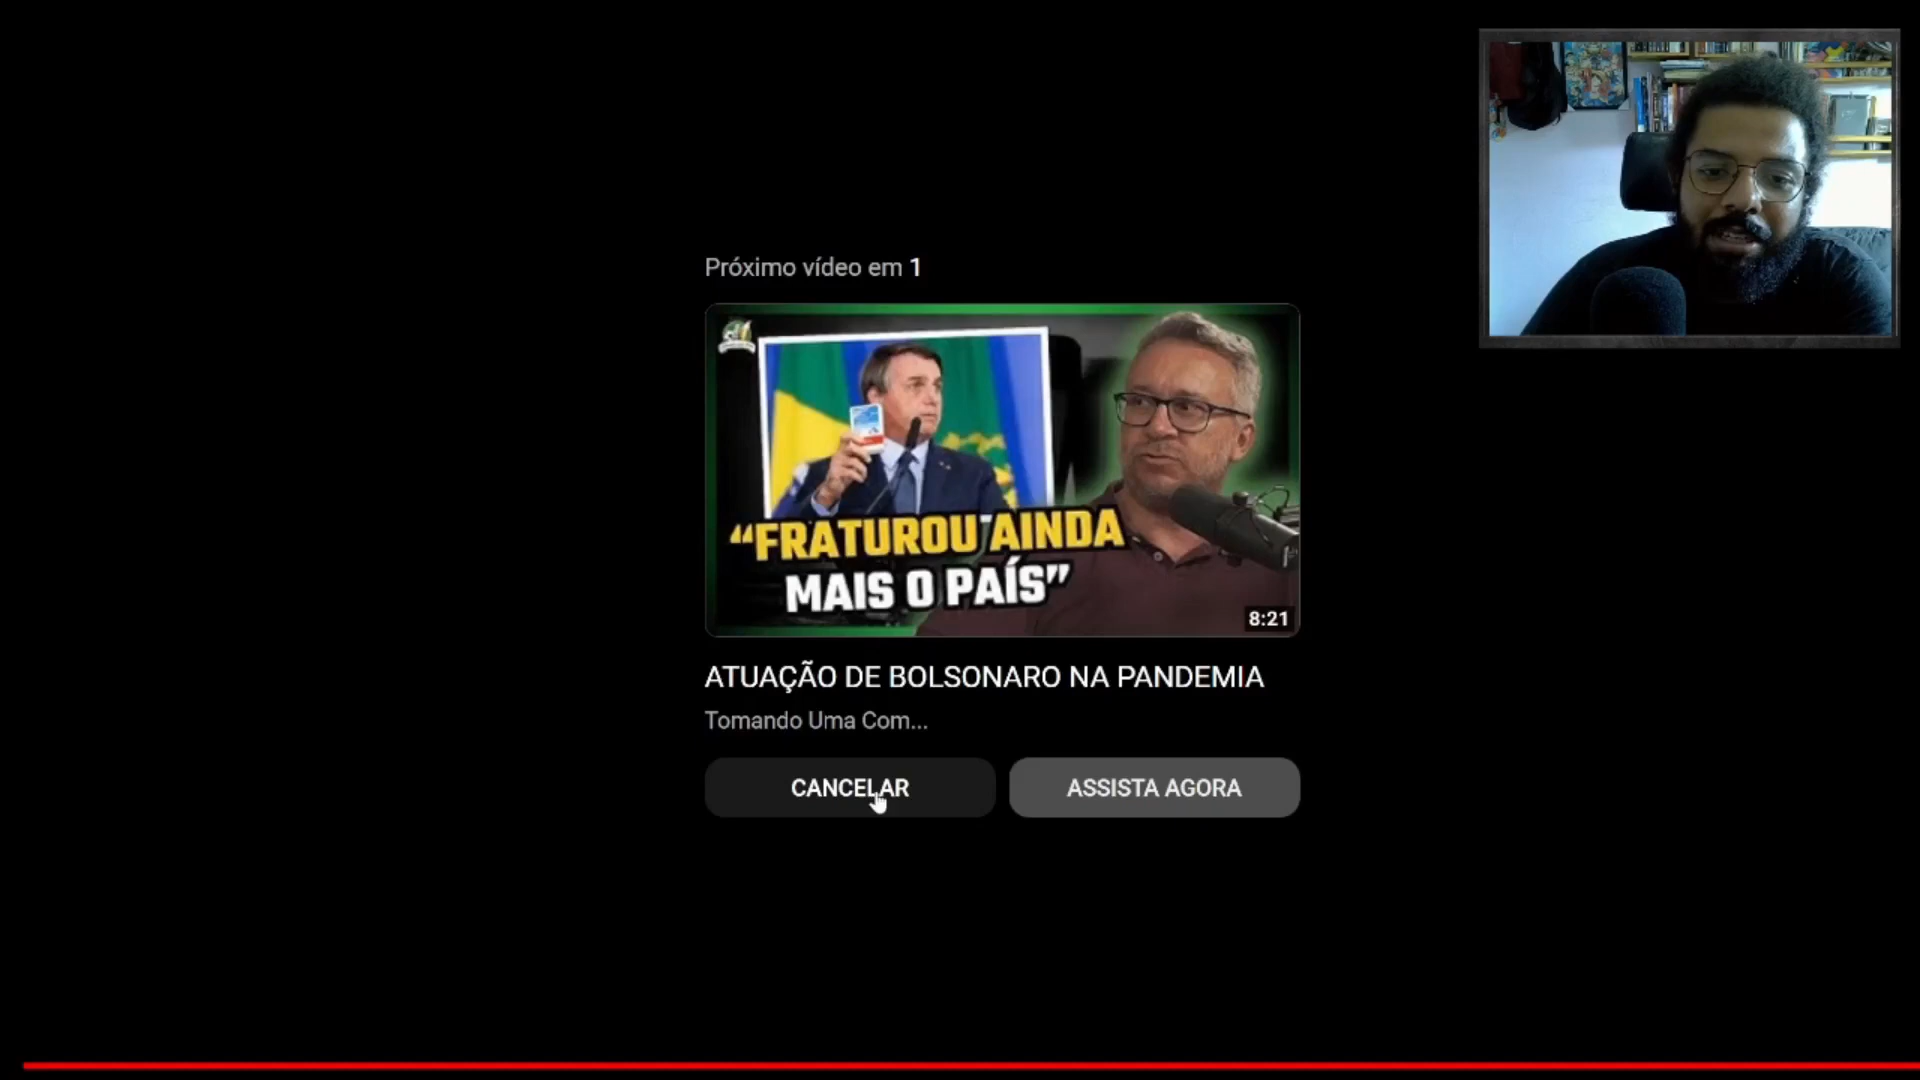 Próximo vídeo em 1
“FRATUROU AINDA
MAIS O PAÍS”
8:21
ATUAÇÃO DE BOLSONARO NA PANDEMIA
Tomando Uma Com...
CANCELAR
ASSISTA AGORA